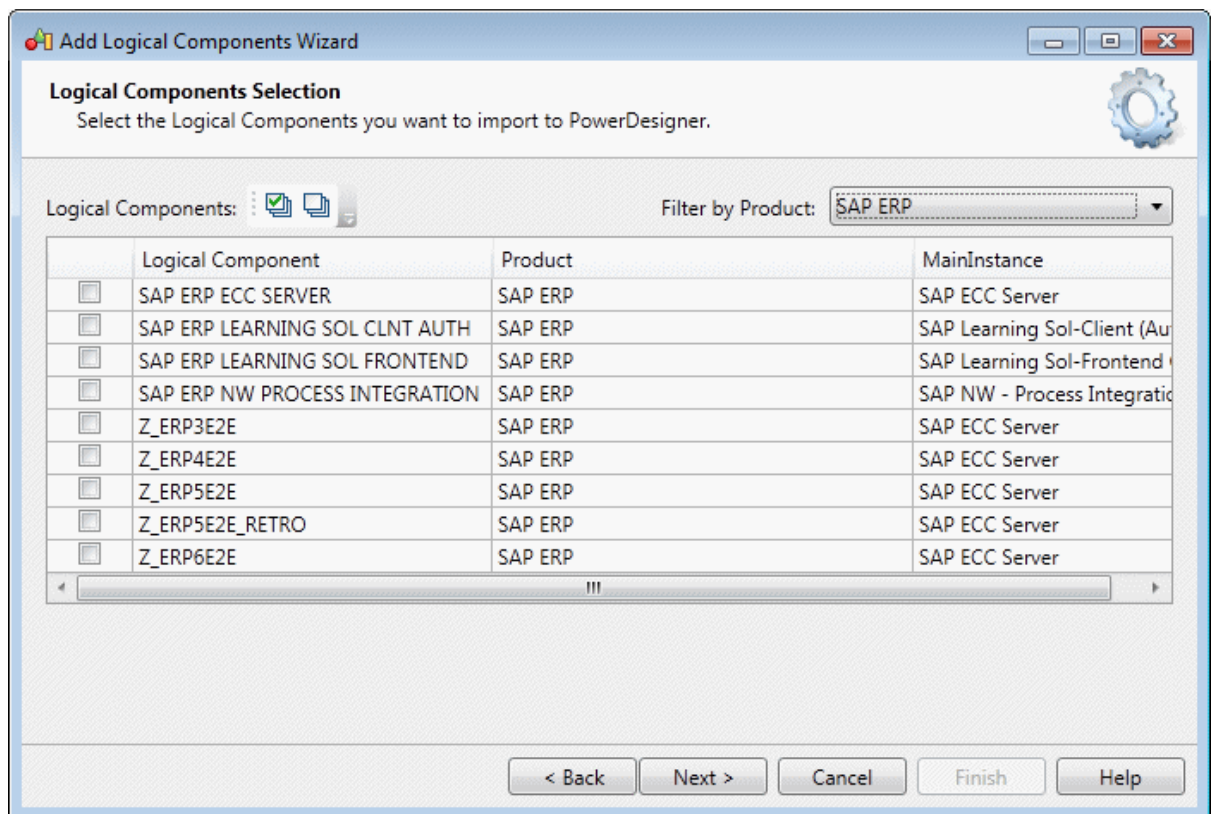 Add Logical Components Wizard
Logical Components Selection
Select the Logical Components you want to import to PowerDesigner.
Logical Components: Filter by Product: SAP ERP
Logical Component Product MainInstance
SAP ERP ECC SERVER SAP ERP SAP ECC Server
SAP ERP LEARNING SOL CLNT AUTH SAP ERP SAP Learning Sol-Client (Au
SAP ERP LEARNING SOL FRONTEND SAP ERP SAP Learning Sol-Frontend
SAP ERP NW PROCESS INTEGRATION SAP ERP SAP NW - Process Integratio
Z_ERP3E2E SAP ERP SAP ECC Server
Z_ERP4E2E SAP ERP SAP ECC Server
Z_ERP5E2E SAP ERP SAP ECC Server
Z_ERP5E2E_RETRO SAP ERP SAP ECC Server
Z_ERP6E2E SAP ERP SAP ECC Server
< Back Next > Cancel Finish Help